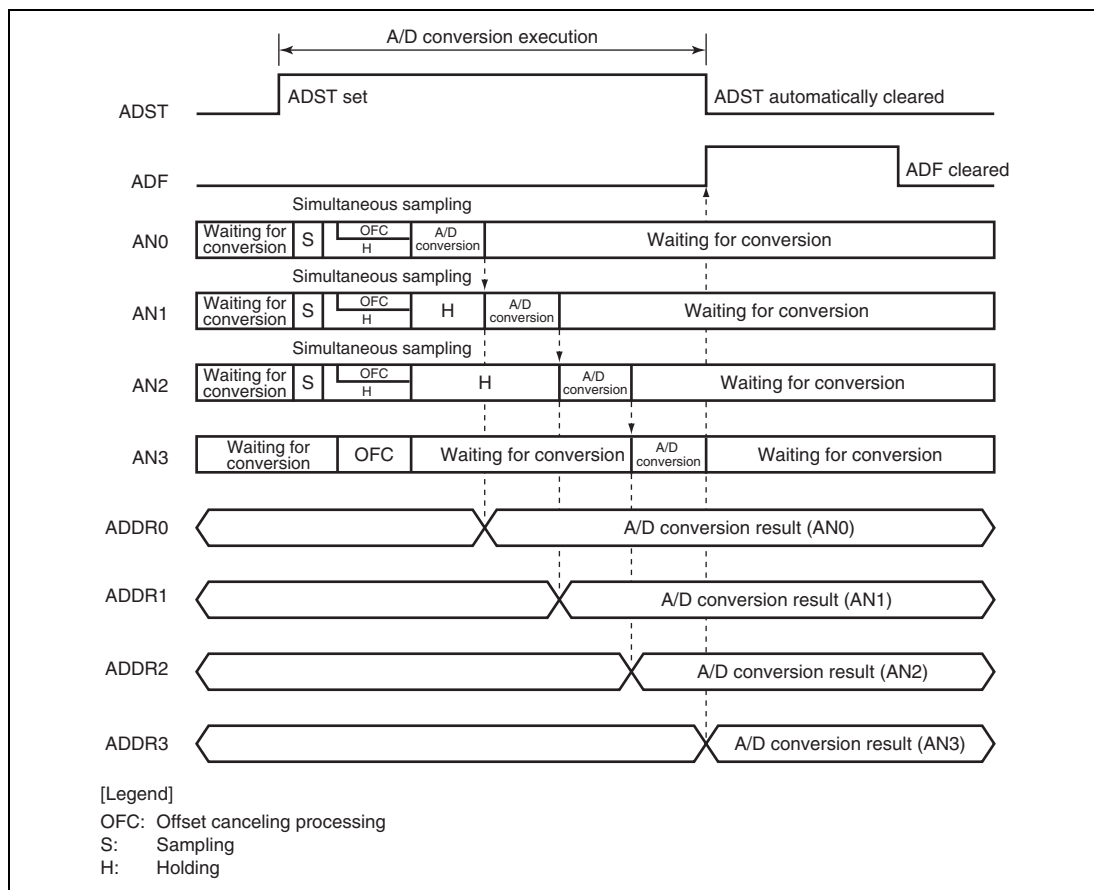 A/D conversion execution
ADST
ADST set
ADST automatically cleared
ADF
ADF cleared
Simultaneous sampling
AN0
Waiting for
conversion
S
OFC
H
A/D
conversion
Waiting for conversion
Simultaneous sampling
AN1
Waiting for
conversion
S
OFC
H
H
A/D
conversion
Waiting for conversion
Simultaneous sampling
AN2
Waiting for
conversion
S
OFC
H
H
A/D
conversion
Waiting for conversion
AN3
Waiting for
conversion
OFC
Waiting for conversion
A/D
conversion
Waiting for conversion
ADDR0
A/D conversion result (AN0)
ADDR1
A/D conversion result (AN1)
ADDR2
A/D conversion result (AN2)
ADDR3
A/D conversion result (AN3)
[Legend]
OFC: Offset canceling processing
S: Sampling
H: Holding